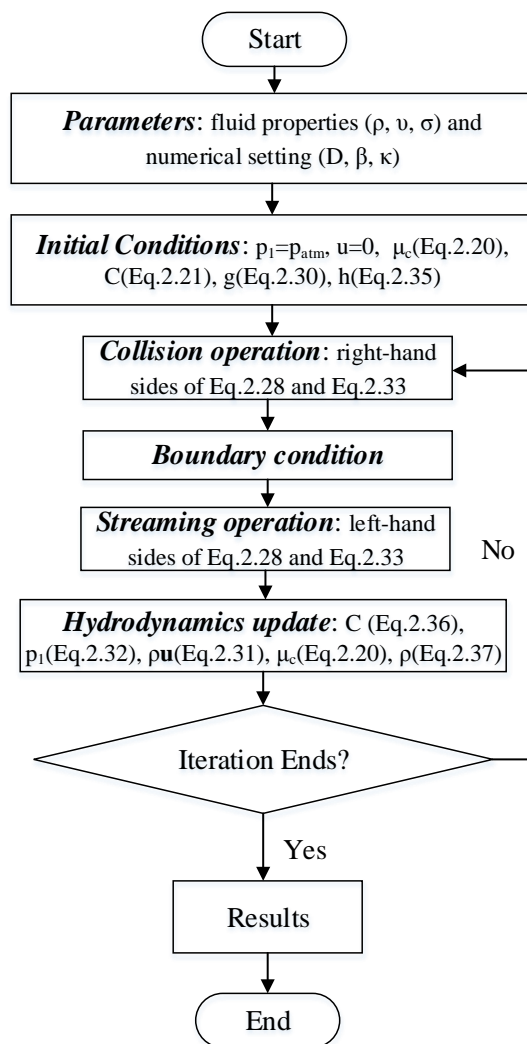 Start
Parameters: fluid properties (ρ, υ, σ) and
numerical setting (D, β, κ)
Initial Conditions: p₁=pₐₜₘ, u=0, μ_c(Eq.2.20),
C(Eq.2.21), g(Eq.2.30), h(Eq.2.35)
Collision operation: right-hand
sides of Eq.2.28 and Eq.2.33
Boundary condition
Streaming operation: left-hand
sides of Eq.2.28 and Eq.2.33
No
Hydrodynamics update: C (Eq.2.36),
p₁(Eq.2.32), ρu(Eq.2.31), μ_c(Eq.2.20), ρ(Eq.2.37)
Iteration Ends?
Yes
Results
End